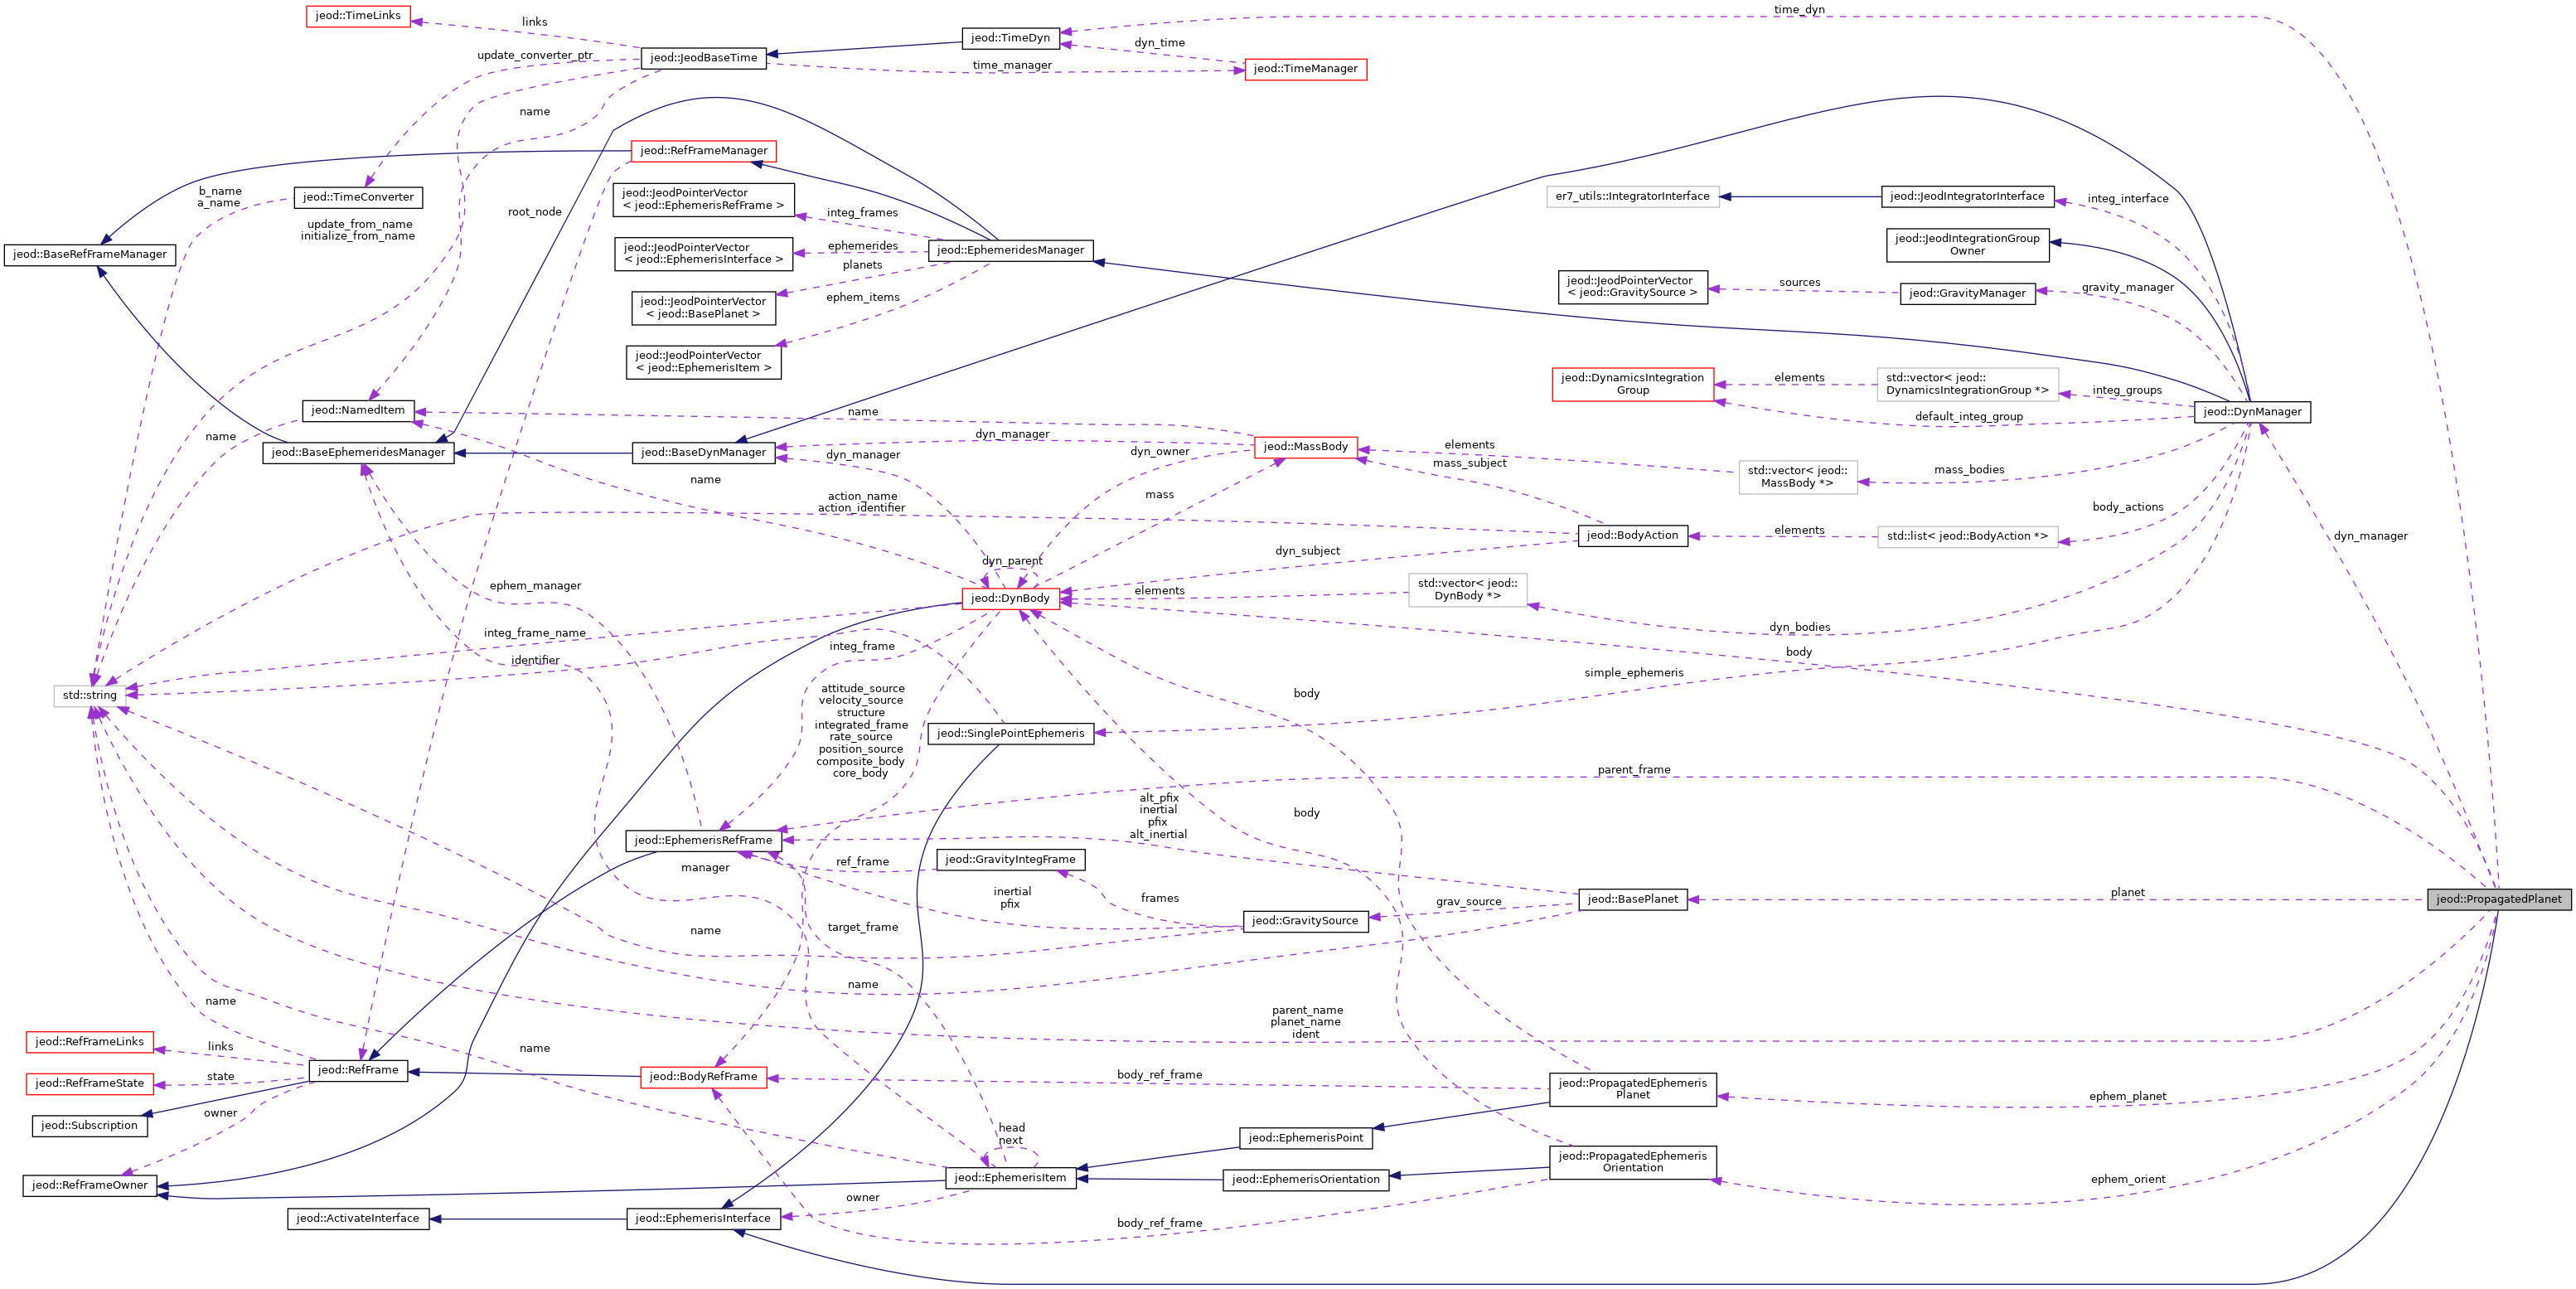 time_dyn
jeod::TimeLinks
links
jeod::TimeDyn
dyn_time
update_converter_ptr
jeod::JeodBaseTime
time_manager
jeod::TimeManager
name
jeod::RefFrameManager
b_name
a_name
jeod::TimeConverter
jeod::JeodPointerVector
< jeod::EphemerisRefFrame >
er7_utils::IntegratorInterface
jeod::JeodIntegratorInterface
integ_interface
root_node
integ_frames
update_from_name
initialize_from_name
jeod::BaseRefFrameManager
jeod::JeodPointerVector
< jeod::EphemerisInterface >
ephemerides
jeod::EphemeridesManager
jeod::JeodIntegrationGroup
Owner
planets
jeod::JeodPointerVector
< jeod::GravitySource >
sources
jeod::GravityManager
gravity_manager
jeod::JeodPointerVector
< jeod::BasePlanet >
ephem_items
jeod::JeodPointerVector
< jeod::EphemerisItem >
jeod::DynamicsIntegration
Group
elements
std::vector< jeod::
DynamicsIntegrationGroup *>
integ_groups
default_integ_group
jeod::DynManager
jeod::NamedItem
name
name
jeod::BaseEphemeridesManager
jeod::BaseDynManager
dyn_manager
dyn_manager
dyn_owner
jeod::MassBody
elements
mass_subject
std::vector< jeod::
MassBody *>
mass_bodies
name
mass
action_name
action_identifier
body_actions
jeod::BodyAction
elements
std::list< jeod::BodyAction *>
dyn_manager
dyn_subject
dyn_parent
ephem_manager
jeod::DynBody
elements
std::vector< jeod::
DynBody *>
dyn_bodies
integ_frame_name
integ_frame
identifier
body
simple_ephemeris
std::string
attitude_source
velocity_source
structure
integrated_frame
rate_source
position_source
composite_body
core_body
body
jeod::SinglePointEphemeris
parent_frame
alt_pfix
inertial
pfix
alt_inertial
body
jeod::EphemerisRefFrame
manager
ref_frame
jeod::GravityIntegFrame
inertial
pfix
frames
jeod::GravitySource
grav_source
jeod::BasePlanet
planet
jeod::PropagatedPlanet
name
target_frame
name
name
parent_name
planet_name
ident
jeod::RefFrameLinks
links
name
jeod::RefFrameState
state
jeod::RefFrame
jeod::BodyRefFrame
body_ref_frame
jeod::PropagatedEphemeris
Planet
ephem_planet
owner
jeod::Subscription
head
next
jeod::EphemerisPoint
jeod::PropagatedEphemeris
Orientation
jeod::RefFrameOwner
jeod::EphemerisItem
jeod::EphemerisOrientation
ephem_orient
owner
jeod::ActivateInterface
jeod::EphemerisInterface
body_ref_frame